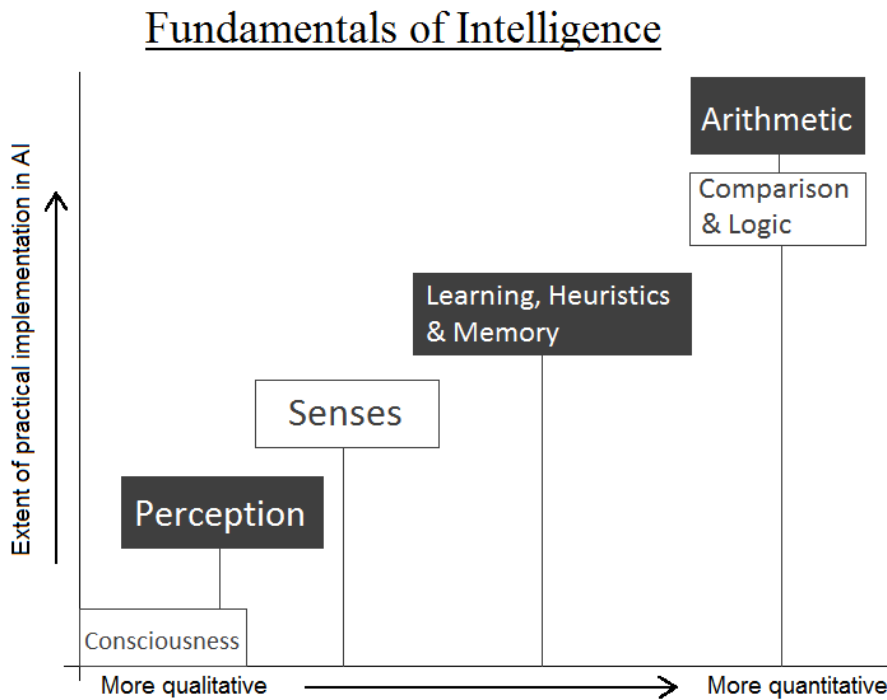 Fundamentals of Intelligence
Extent of practical implementation in AI
Arithmetic
Comparison
& Logic
Learning, Heuristics
& Memory
Senses
Perception
Consciousness
More qualitative
More quantitative